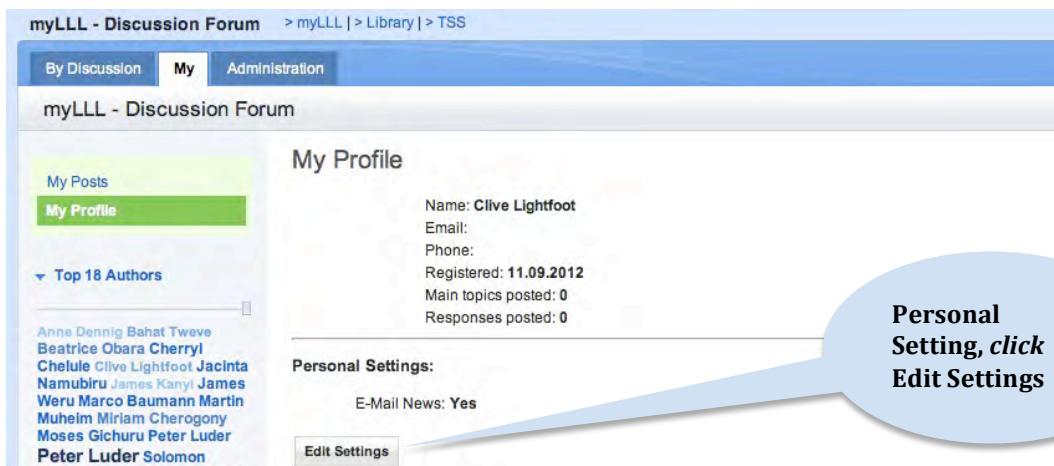 myLLL - Discussion Forum > myLLL | > Library | > TSS
By Discussion My Administration
myLLL - Discussion Forum
My Posts
My Profile
Top 18 Authors
Anne Dennig Bahat Tweve
Beatrice Obara Cherryl
Chelule Clive Lightfoot Jacinta
Namubiru James Kanyi James
Weru Marco Baumann Martin
Muheim Miriam Cherogony
Moses Gichuru Peter Luder
Peter Luder Solomon
My Profile
Name: Clive Lightfoot
Email:
Phone:
Registered: 11.09.2012
Main topics posted: 0
Responses posted: 0
Personal Settings:
E-Mail News: Yes
Edit Settings
Personal
Setting, click
Edit Settings